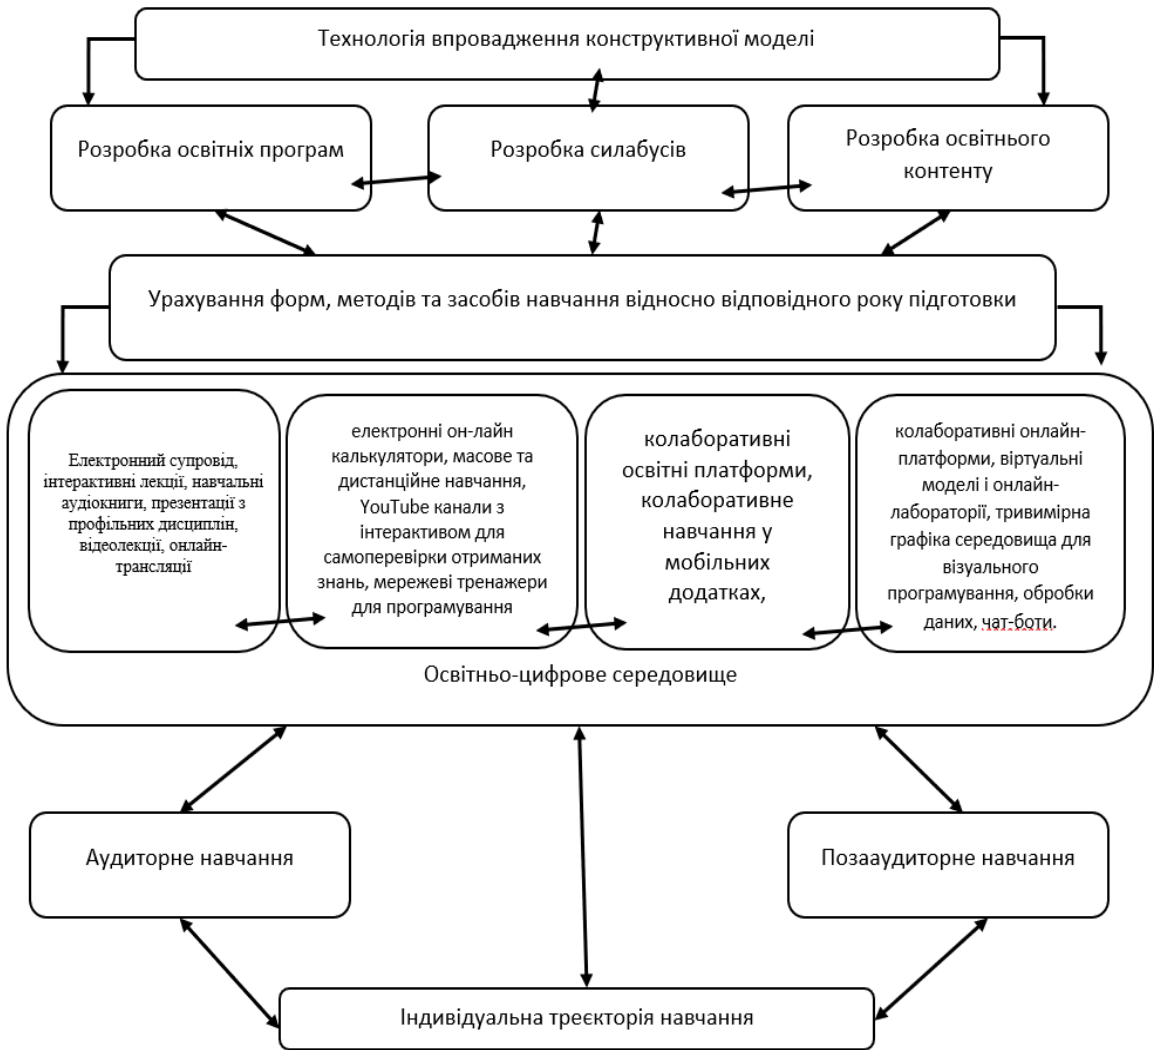 Технологія впровадження конструктивної моделі
Розробка освітніх програм
Розробка силабусів
Розробка освітнього
контенту
Урахування форм, методів та засобів навчання відносно відповідного року підготовки
Електронний супровід,
інтерактивні лекції, навчальні
аудіокниги, презентації з
профільних дисциплін,
відеолекції, онлайн-
трансляції
електронні он-лайн
калькулятори, масове та
дистанційне навчання,
YouTube канали з
інтерактивом для
самоперевірки отриманих
знань, мережеві тренажери
для програмування
колаборативні
освітні платформи,
колаборативне
навчання у
мобільних
додатках,
колаборативні онлайн-
платформи, віртуальні
моделі і онлайн-
лабораторії, тривимірна
графіка середовища для
візуального
програмування, обробки
даних, чат-боти.
Освітньо-цифрове середовище
Аудиторне навчання
Позааудиторне навчання
Індивідуальна треєкторія навчання